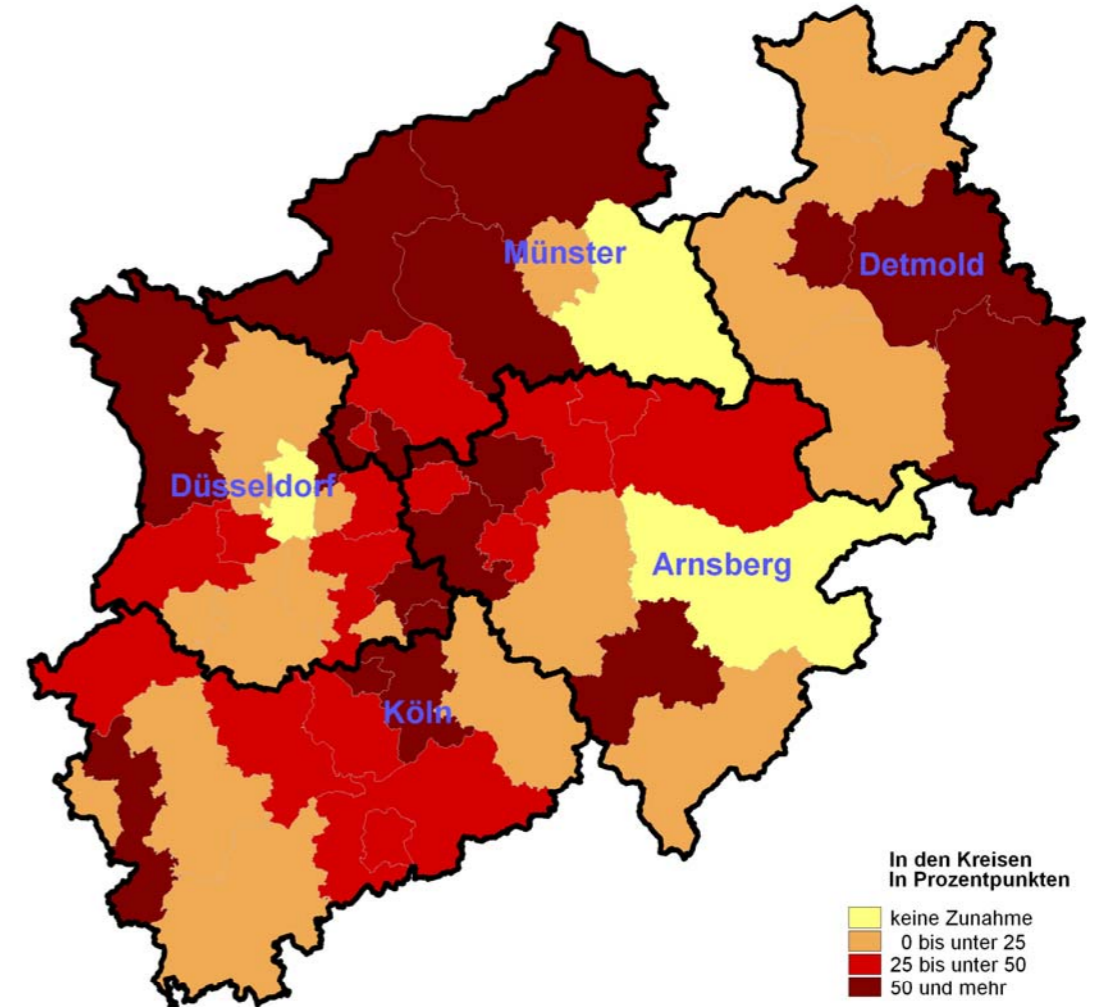 Münster
Detmold
Düsseldorf
Arnsberg
Köln
In den Kreisen
In Prozentpunkten
keine Zunahme
0 bis unter 25
25 bis unter 50
50 und mehr